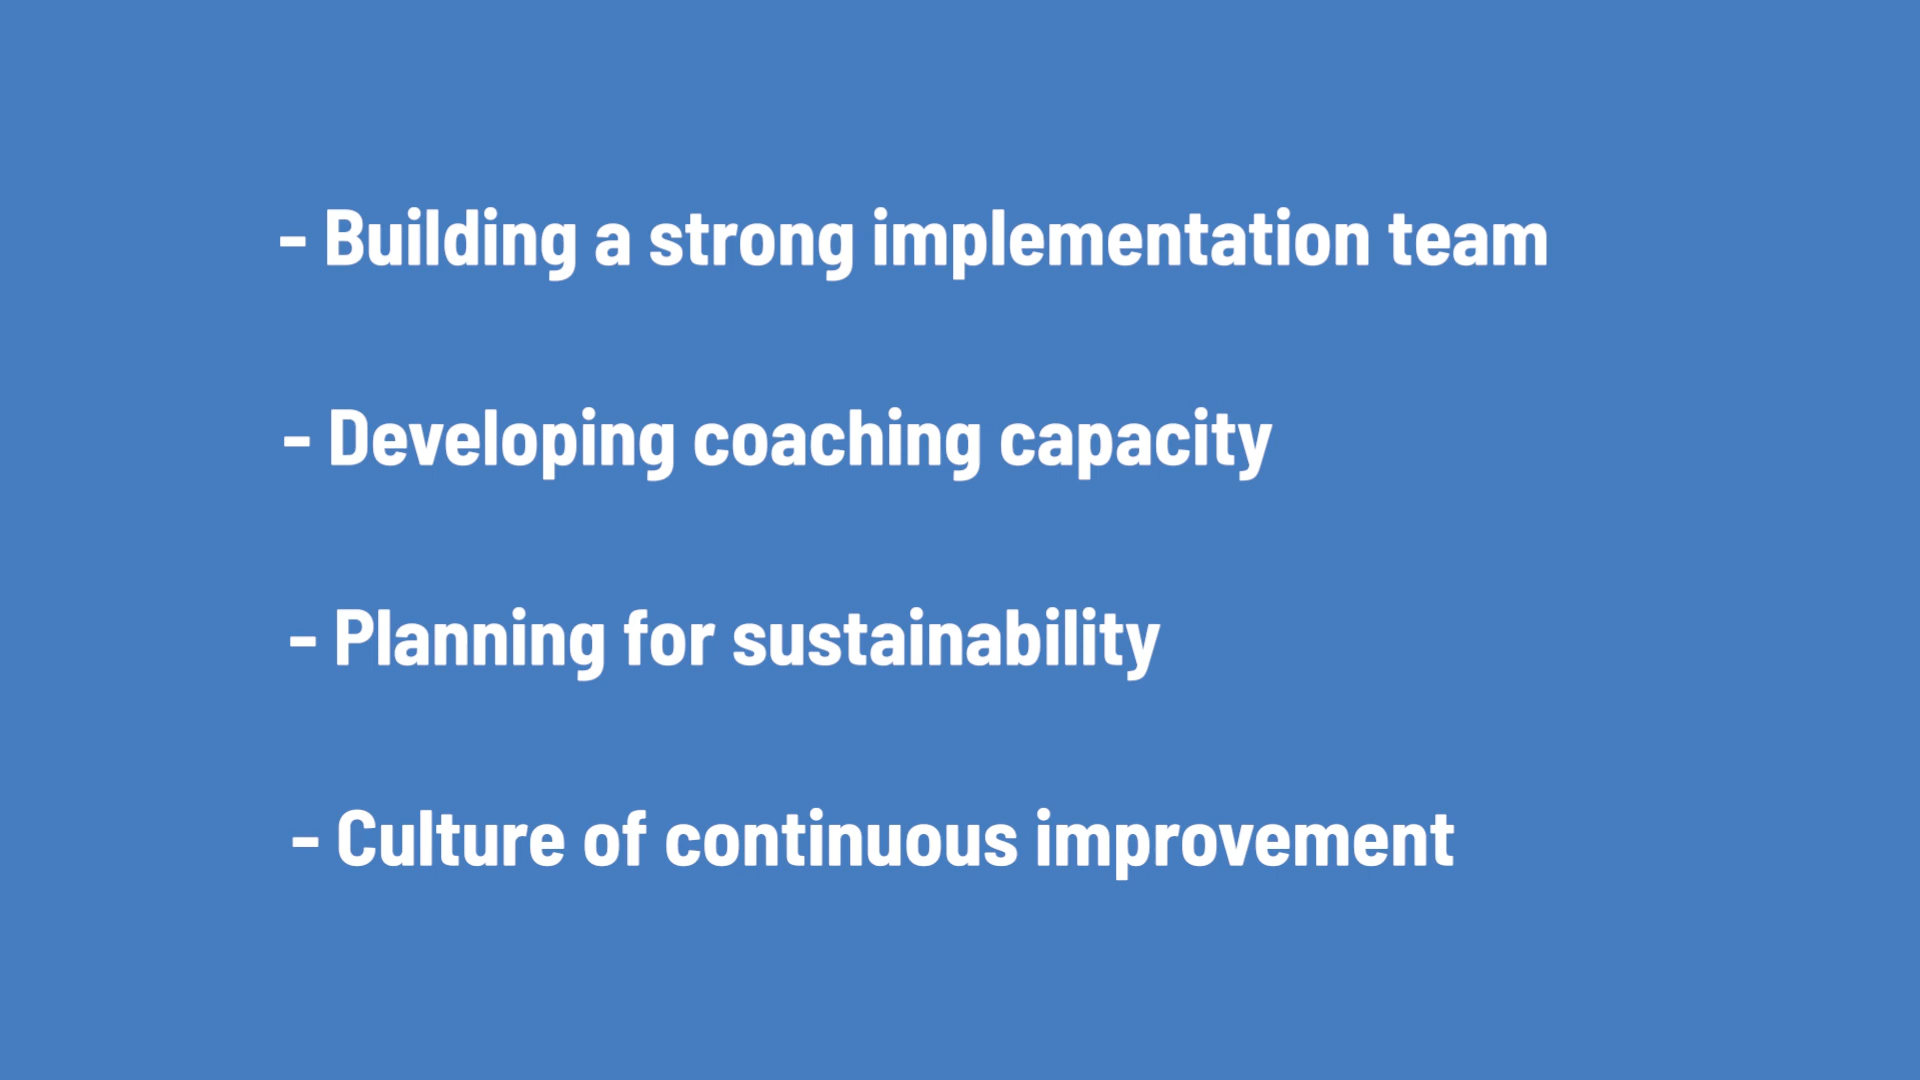 - Building a strong implementation team
- Developing coaching capacity
- Planning for sustainability
- Culture of continuous improvement